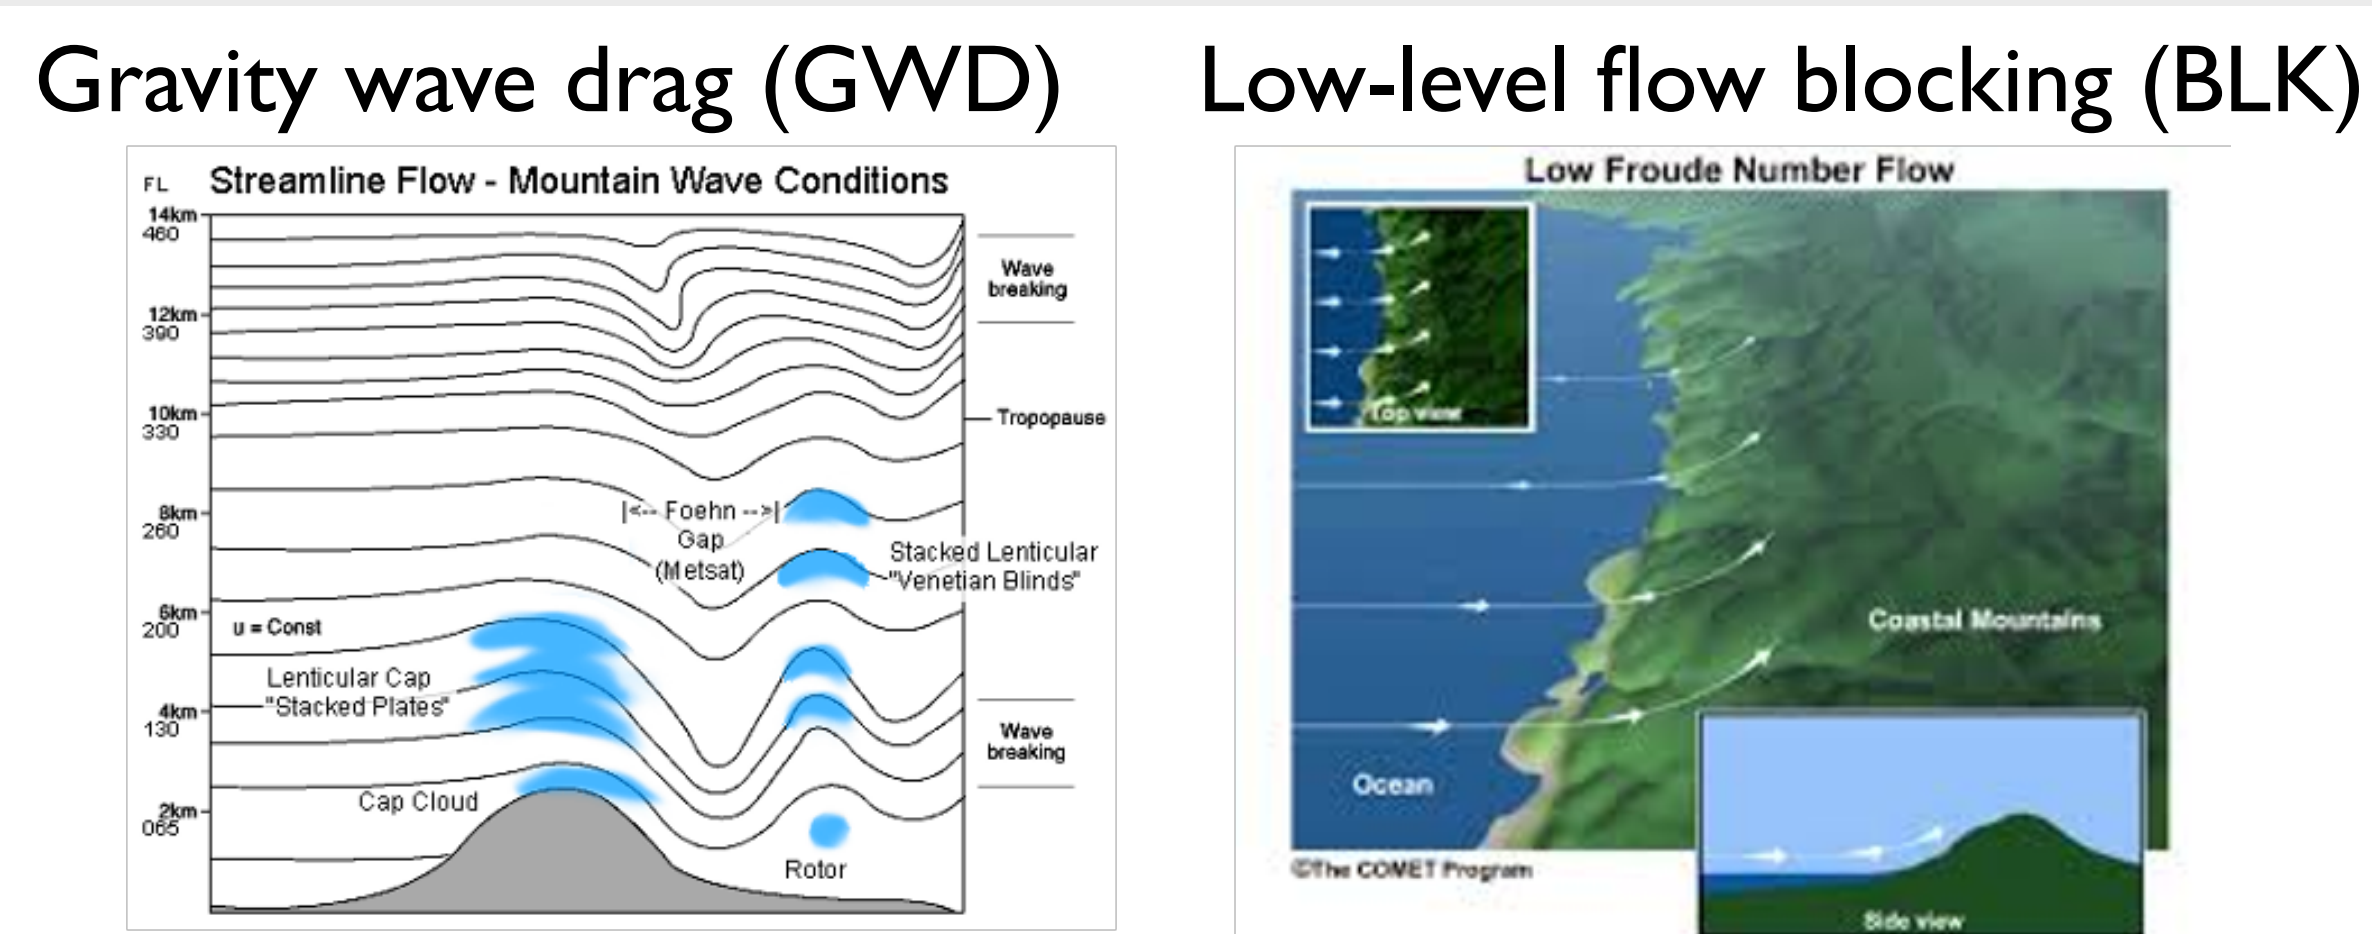 Gravity wave drag (GWD)
Low-level flow blocking (BLK)
FL
Streamline Flow - Mountain Wave Conditions
14km
460
12km
390
10km
330
8km
260
6km
200
4km
130
2km
065
Wave
breaking
Tropopause
|<-- Foehn -->|
Gap
(Metsat)
Stacked Lenticular
"Venetian Blinds"
u = Const
Lenticular Cap
"Stacked Plates"
Wave
breaking
Cap Cloud
Rotor
Low Froude Number Flow
Top view
Coastal Mountains
Ocean
©The COMET Program
Side view